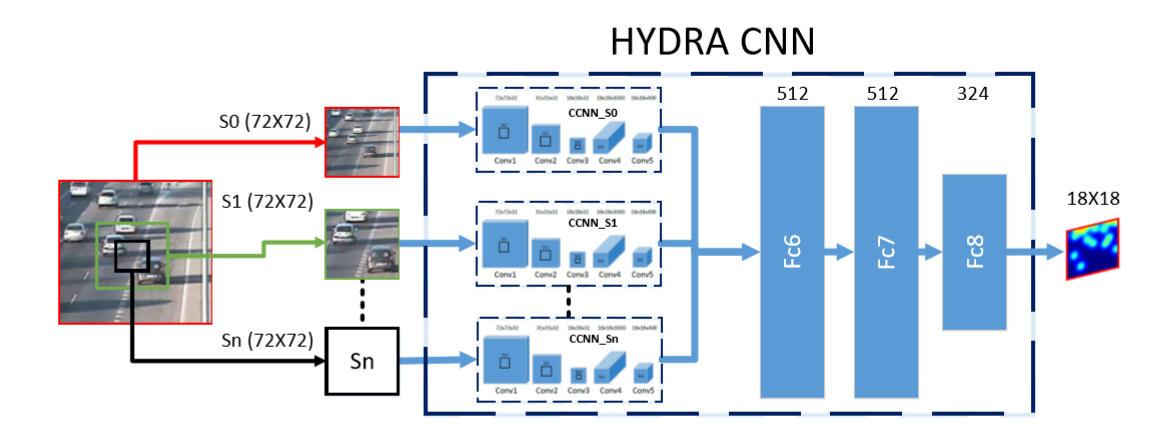 HYDRA CNN
S0 (72X72)
S1 (72X72)
Sn (72X72)
Sn
72x72x32 31x31x32 18x18x32 18x18x1000 18x18x400
CCNN_S0
Conv1 Conv2 Conv3 Conv4 Conv5
72x72x32 31x31x32 18x18x32 18x18x1000 18x18x400
CCNN_S1
Conv1 Conv2 Conv3 Conv4 Conv5
72x72x32 31x31x32 18x18x32 18x18x1000 18x18x400
CCNN_Sn
Conv1 Conv2 Conv3 Conv4 Conv5
512
Fc6
512
Fc7
324
Fc8
18X18